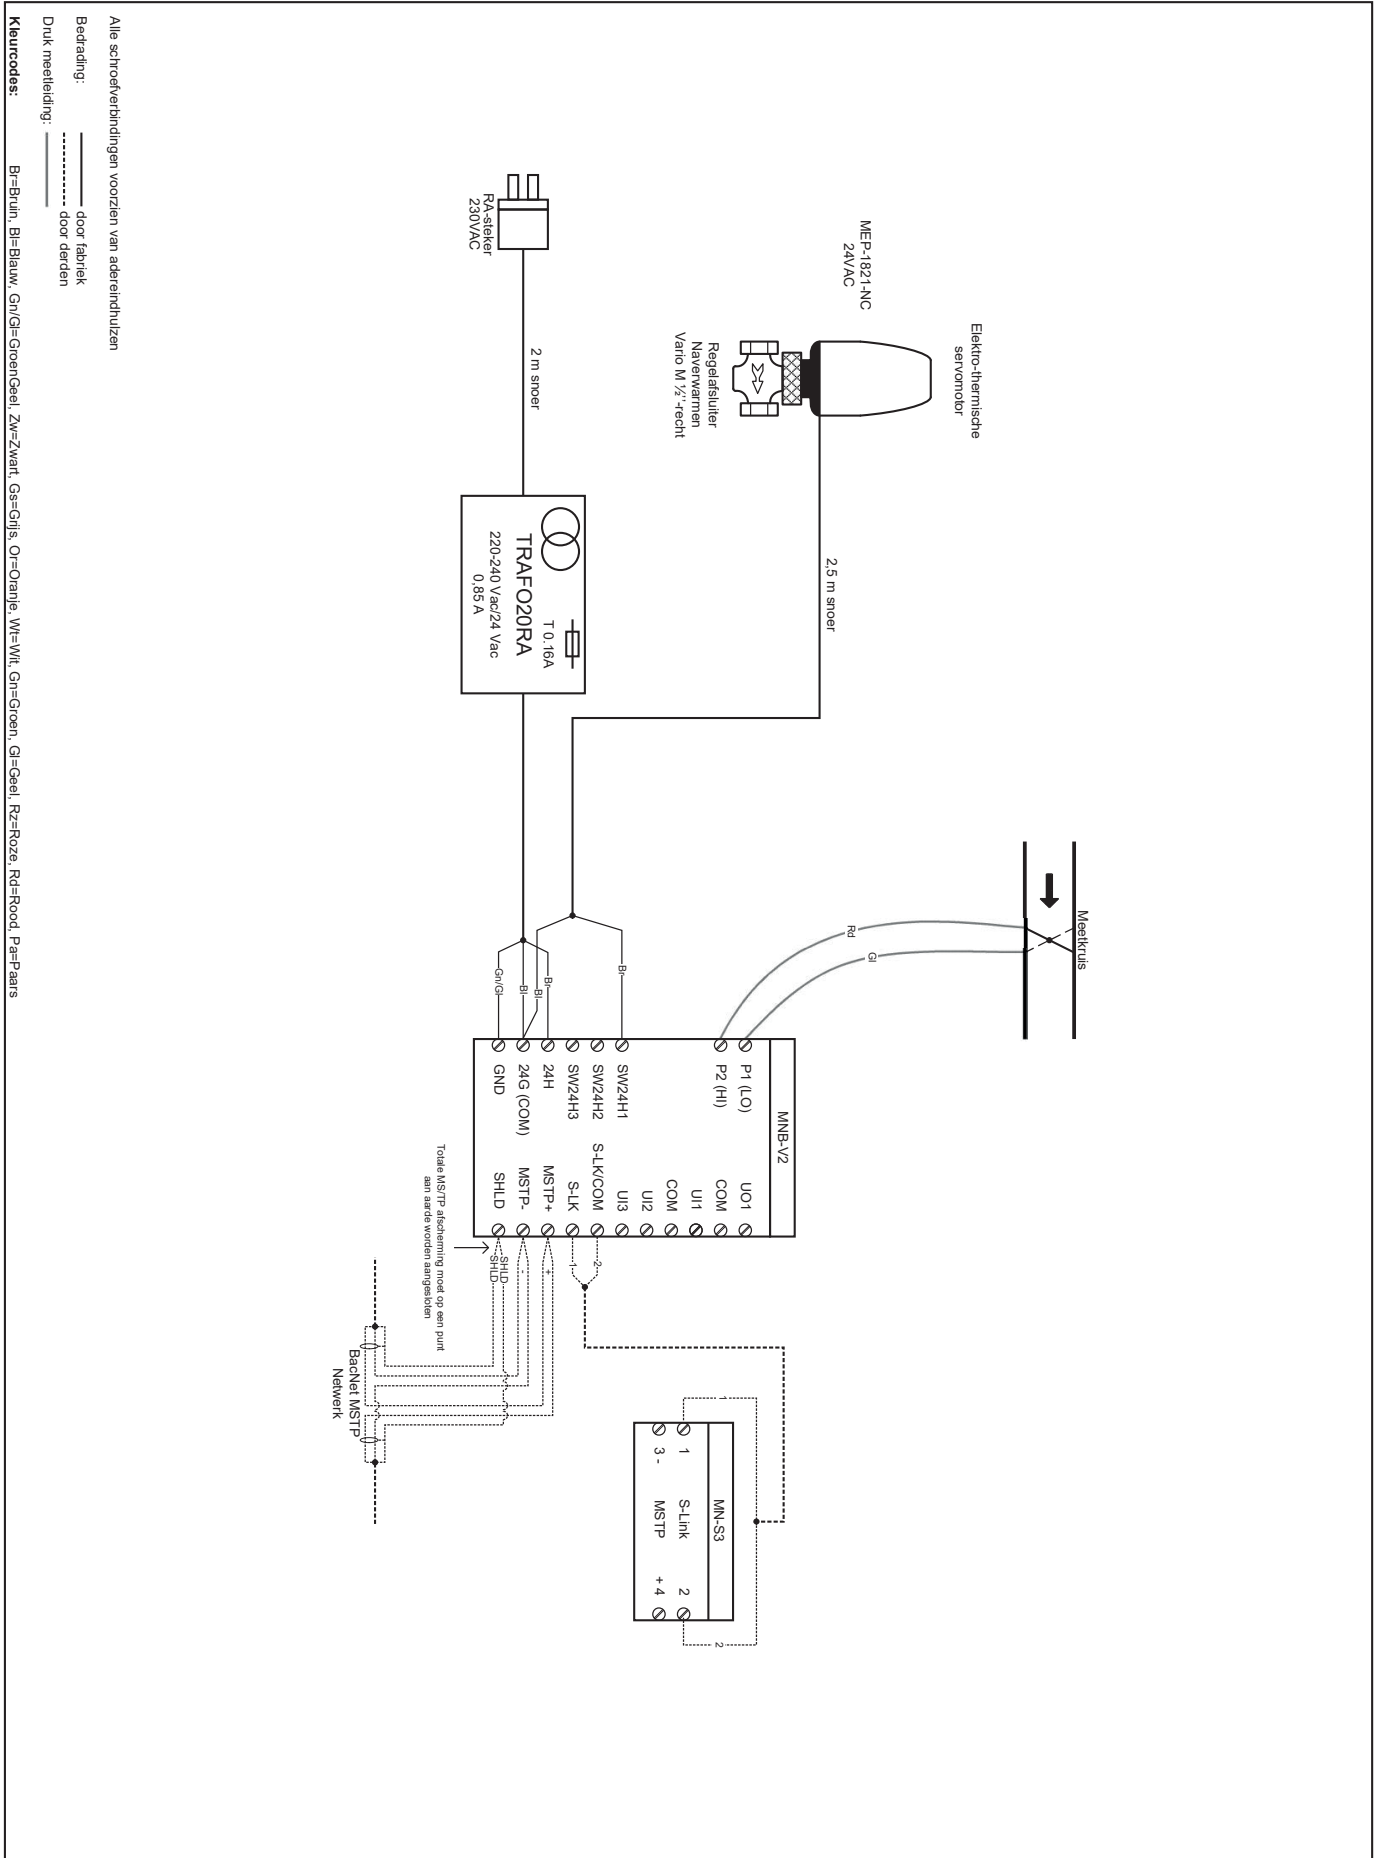 Meetkruis
Elektro-thermische
servomotor
MEP-1821-NC
24VAC
Regelafsluiter
Naverwarmen
Vario M ½"-recht
2,5 m snoer
RA-steker
230VAC
2 m snoer
T 0.16A
TRAFO20RA
220-240 Vac/24 Vac
0,85 A
Rd
Gl
Br
Br
Bl
Bl
Gn/Gl
MNB-V2
P1 (LO)
P2 (HI)
SW24H1
SW24H2
SW24H3
24H
24G (COM)
GND
UO1
COM
UI1
COM
UI2
UI3
S-LK/COM
S-LK
MSTP+
MSTP-
SHLD
2
1
+
-
SHLD
SHLD
Totale MS/TP afscherming moet op een punt
aan aarde worden aangesloten
BacNet MSTP
Netwerk
MN-S3
1 S-Link 2
3 - MSTP + 4
1
2
Alle schroefverbindingen voorzien van adereindhulzen
Bedrading: door fabriek
door derden
Druk meetleiding:
Kleurcodes: Br=Bruin, Bl=Blauw, Gn/Gl=GroenGeel, Zw=Zwart, Gs=Grijs, Or=Oranje, Wt=Wit, Gn=Groen, Gl=Geel, Rz=Roze, Rd=Rood, Pa=Paars